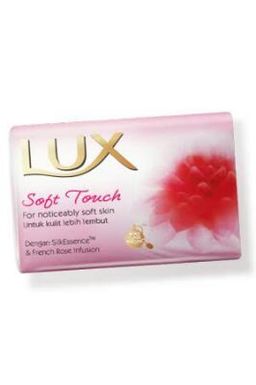 LUX
Soft Touch
For noticeably soft skin
Untuk kulit lebih lembut
Dengan SilkEssence™
& French Rose Infusion